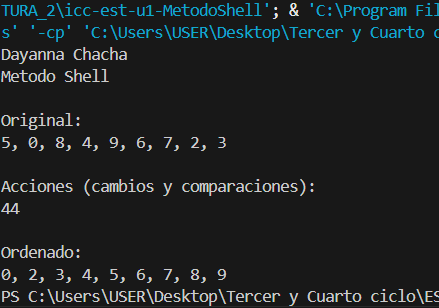 TURA_2\icc-est-u1-MetodoShell'; & 'C:\Program Fil
s' '-cp' 'C:\Users\USER\Desktop\Tercer y Cuarto c
Dayanna Chacha
Metodo Shell
Original:
5, 0, 8, 4, 9, 6, 7, 2, 3
Acciones (cambios y comparaciones):
44
Ordenado:
0, 2, 3, 4, 5, 6, 7, 8, 9
PS C:\Users\USER\Desktop\Tercer y Cuarto ciclo\ES